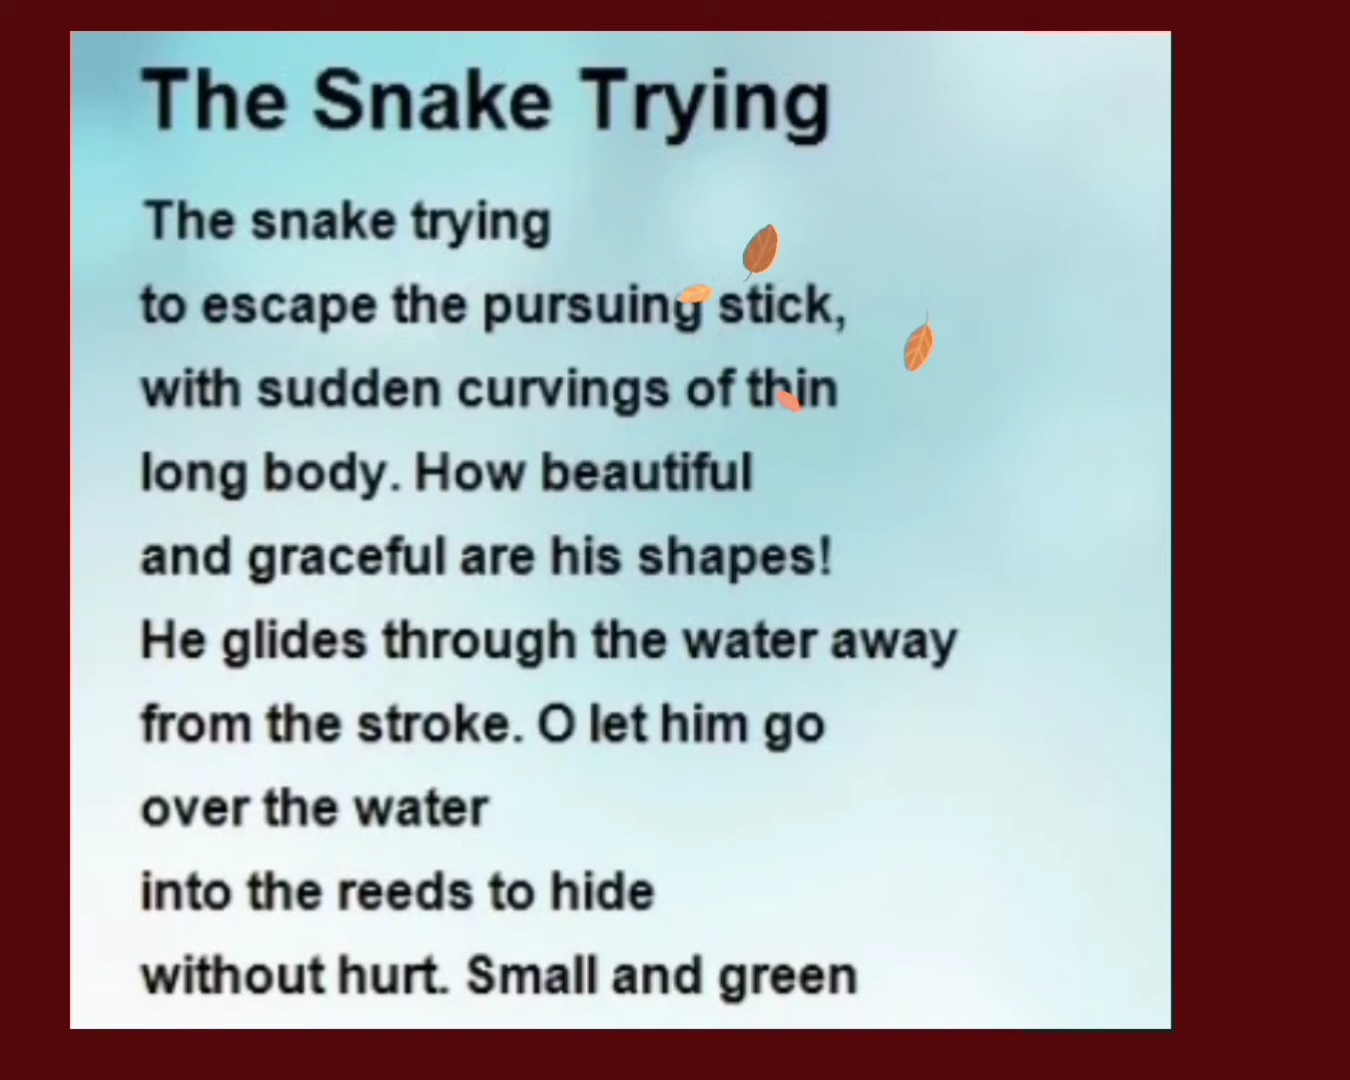 The Snake Trying
The snake trying
to escape the pursuing stick,
with sudden curvings of thin
long body. How beautiful
and graceful are his shapes!
He glides through the water away
from the stroke. O let him go
over the water
into the reeds to hide
without hurt. Small and green